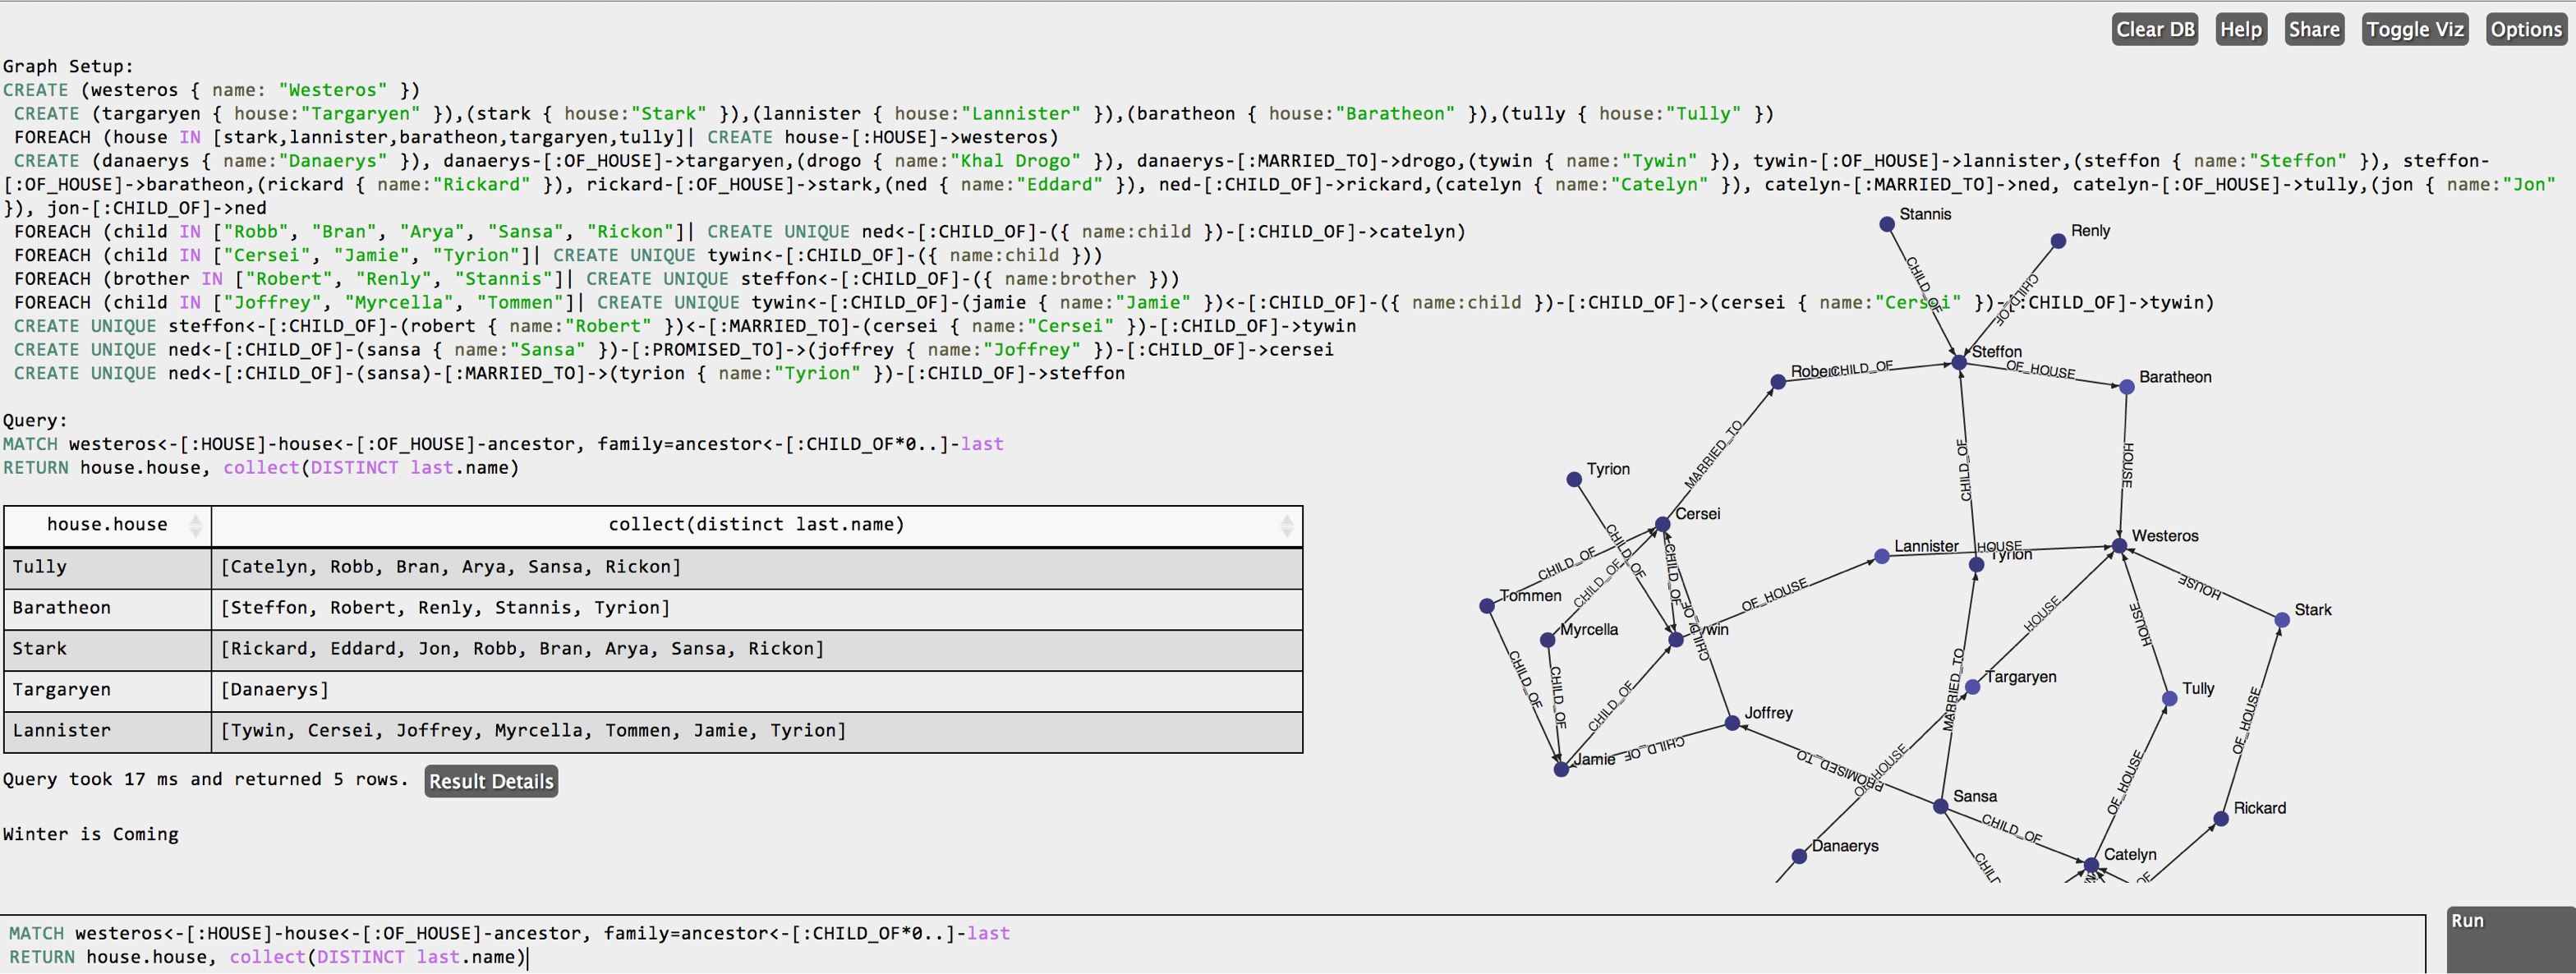 Clear DB Help Share Toggle Viz Options
Graph Setup:
CREATE (westeros { name: "Westeros" })
CREATE (targaryen { house:"Targaryen" }),(stark { house:"Stark" }),(lannister { house:"Lannister" }),(baratheon { house:"Baratheon" }),(tully { house:"Tully" })
FOREACH (house IN [stark,lannister,baratheon,targaryen,tully]| CREATE house-[:HOUSE]->westeros)
CREATE (danaerys { name:"Danaerys" }), danaerys-[:OF_HOUSE]->targaryen,(drogo { name:"Khal Drogo" }), danaerys-[:MARRIED_TO]->drogo,(tywin { name:"Tywin" }), tywin-[:OF_HOUSE]->lannister,(steffon { name:"Steffon" }), steffon-
[:OF_HOUSE]->baratheon,(rickard { name:"Rickard" }), rickard-[:OF_HOUSE]->stark,(ned { name:"Eddard" }), ned-[:CHILD_OF]->rickard,(catelyn { name:"Catelyn" }), catelyn-[:MARRIED_TO]->ned, catelyn-[:OF_HOUSE]->tully,(jon { name:"Jon"
}), jon-[:CHILD_OF]->ned
FOREACH (child IN ["Robb", "Bran", "Arya", "Sansa", "Rickon"]| CREATE UNIQUE ned<-[:CHILD_OF]-({ name:child })-[:CHILD_OF]->catelyn)
FOREACH (child IN ["Cersei", "Jamie", "Tyrion"]| CREATE UNIQUE tywin<-[:CHILD_OF]-({ name:child }))
FOREACH (brother IN ["Robert", "Renly", "Stannis"]| CREATE UNIQUE steffon<-[:CHILD_OF]-({ name:brother }))
FOREACH (child IN ["Joffrey", "Myrcella", "Tommen"]| CREATE UNIQUE tywin<-[:CHILD_OF]-(jamie { name:"Jamie" })<-[:CHILD_OF]-({ name:child })-[:CHILD_OF]->(cersei { name:"Cersei" })-[:CHILD_OF]->tywin)
CREATE UNIQUE steffon<-[:CHILD_OF]-(robert { name:"Robert" })<-[:MARRIED_TO]-(cersei { name:"Cersei" })-[:CHILD_OF]->tywin
CREATE UNIQUE ned<-[:CHILD_OF]-(sansa { name:"Sansa" })-[:PROMISED_TO]->(joffrey { name:"Joffrey" })-[:CHILD_OF]->cersei
CREATE UNIQUE ned<-[:CHILD_OF]-(sansa)-[:MARRIED_TO]->(tyrion { name:"Tyrion" })-[:CHILD_OF]->steffon
Query:
MATCH westeros<-[:HOUSE]-house<-[:OF_HOUSE]-ancestor, family=ancestor<-[:CHILD_OF*0..]-last
RETURN house.house, collect(DISTINCT last.name)
house.house collect(distinct last.name)
Tully [Catelyn, Robb, Bran, Arya, Sansa, Rickon]
Baratheon [Steffon, Robert, Renly, Stannis, Tyrion]
Stark [Rickard, Eddard, Jon, Robb, Bran, Arya, Sansa, Rickon]
Targaryen [Danaerys]
Lannister [Tywin, Cersei, Joffrey, Myrcella, Tommen, Jamie, Tyrion]
Query took 17 ms and returned 5 rows. Result Details
Winter is Coming
Stannis
Renly
CHILD_OF
CHILD_OF
Steffon
CHILD_OF
OF_HOUSE
Baratheon
MARRIED_TO
CHILD_OF
HOUSE
Tyrion
Cersei
Lannister
HOUSE
Tyrion
Westeros
CHILD_OF
CHILD_OF
CHILD_OF
CHILD_OF
CHILD_OF
OF_HOUSE
HOUSE
HOUSE
HOUSE
Tommen
Stark
Myrcella
CHILD_OF
CHILD_OF
CHILD_OF
MARRIED_TO
Targaryen
Tully
Joffrey
OF_HOUSE
Jamie
CHILD_OF
PROMISED_TO
OF_HOUSE
OF_HOUSE
Sansa
Rickard
CHILD_OF
Danaerys
Catelyn
MATCH westeros<-[:HOUSE]-house<-[:OF_HOUSE]-ancestor, family=ancestor<-[:CHILD_OF*0..]-last
RETURN house.house, collect(DISTINCT last.name)
Run